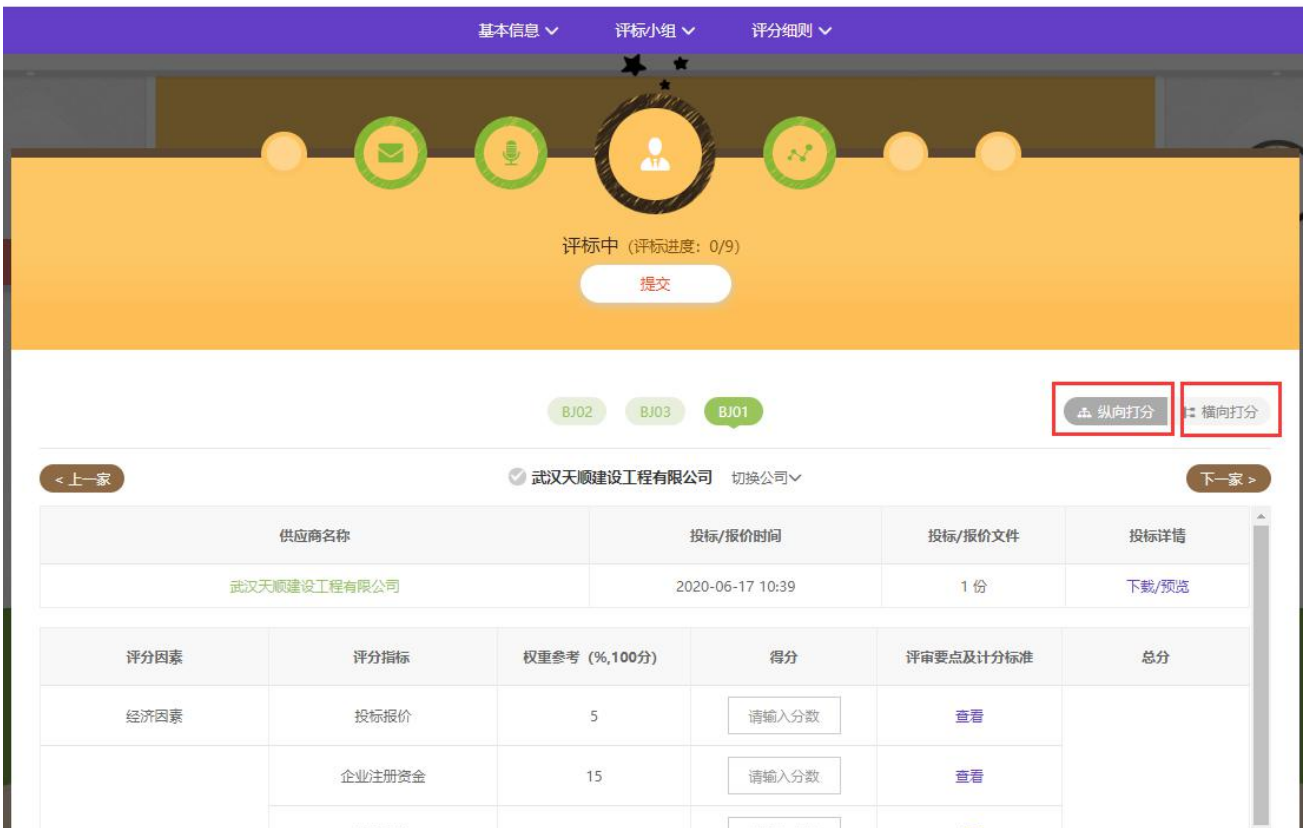 基本信息 评标小组 评分细则
评标中（评标进度：0/9）
提交
BJ02 BJ03 BJ01 纵向打分 横向打分
<上一家 武汉天顺建设工程有限公司 切换公司 下一家>
供应商名称 投标/报价时间 投标/报价文件 投标详情
武汉天顺建设工程有限公司 2020-06-17 10:39 1 份 下载/预览
评分因素 评分指标 权重参考（%,100分） 得分 评审要点及计分标准 总分
经济因素 投标报价 5 请输入分数 查看
企业注册资金 15 请输入分数 查看